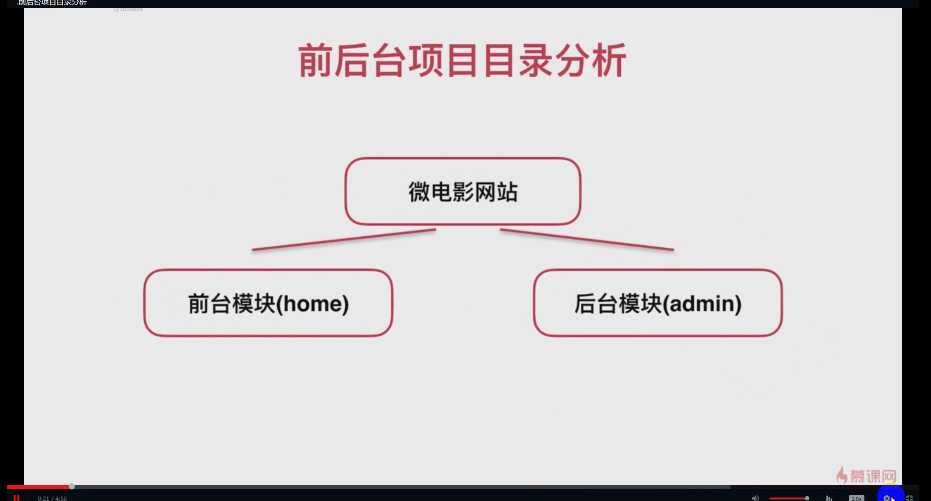 前后台项目目录分析
前后台项目目录分析
微电影网站
前台模块(home)
后台模块(admin)
慕课网
0:21 / 4:56